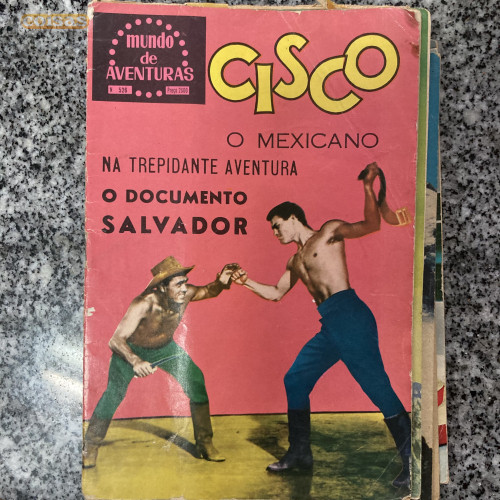 mundo
de
AVENTURAS
CISCO
O MEXICANO
NA TREPIDANTE AVENTURA
O DOCUMENTO
SALVADOR